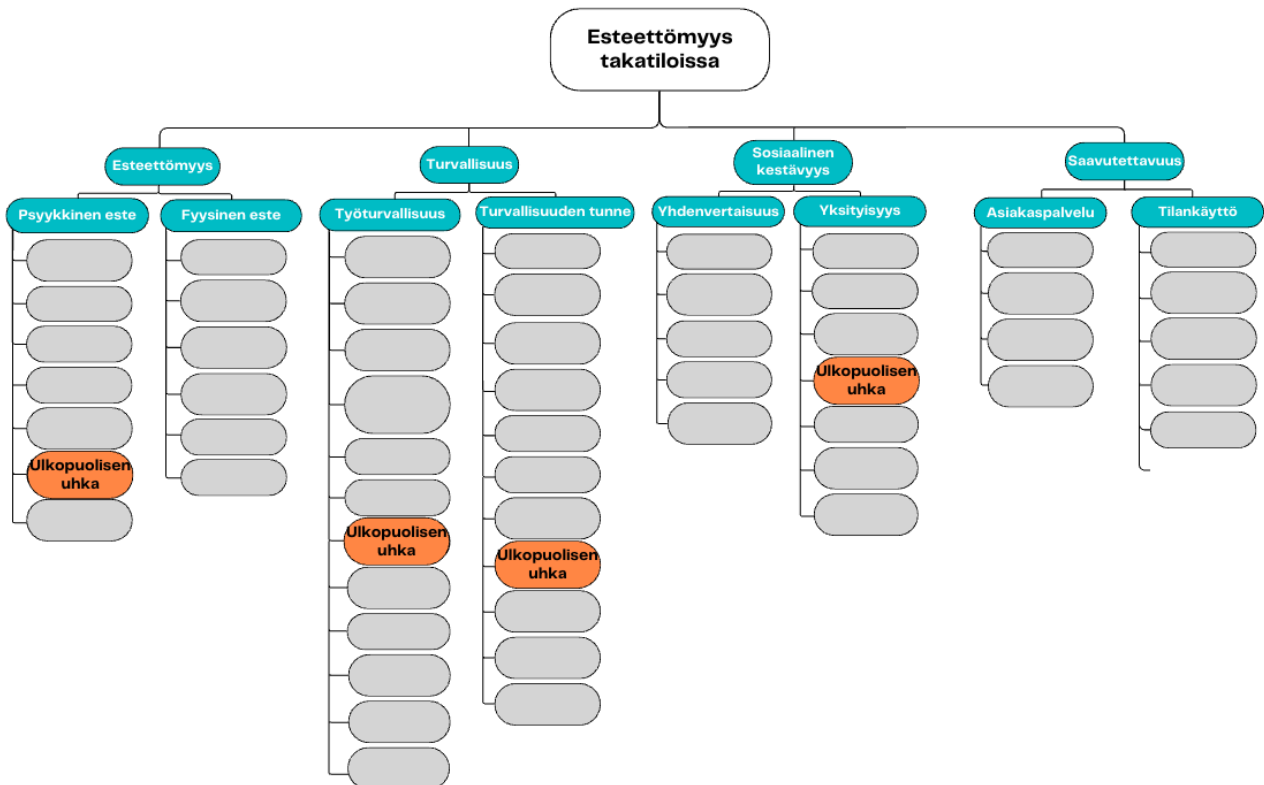 Esteettömyys
takatiloissa
Esteettömyys
Turvallisuus
Sosiaalinen
kestävyys
Saavutettavuus
Psyykkinen este
Fyysinen este
Työturvallisuus
Turvallisuuden tunne
Yhdenvertaisuus
Yksityisyys
Asiakaspalvelu
Tilankäyttö
Ulkopuolisen
uhka
Ulkopuolisen
uhka
Ulkopuolisen
uhka
Ulkopuolisen
uhka